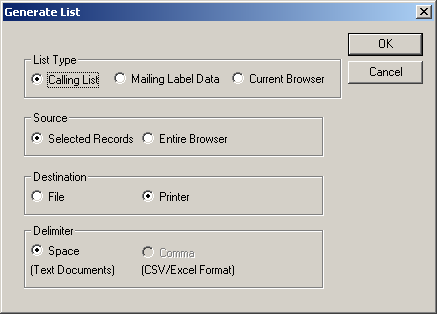 Generate List
OK
Cancel
List Type
Calling List Mailing Label Data Current Browser
Source
Selected Records Entire Browser
Destination
File Printer
Delimiter
Space Comma
(Text Documents) (CSV/Excel Format)